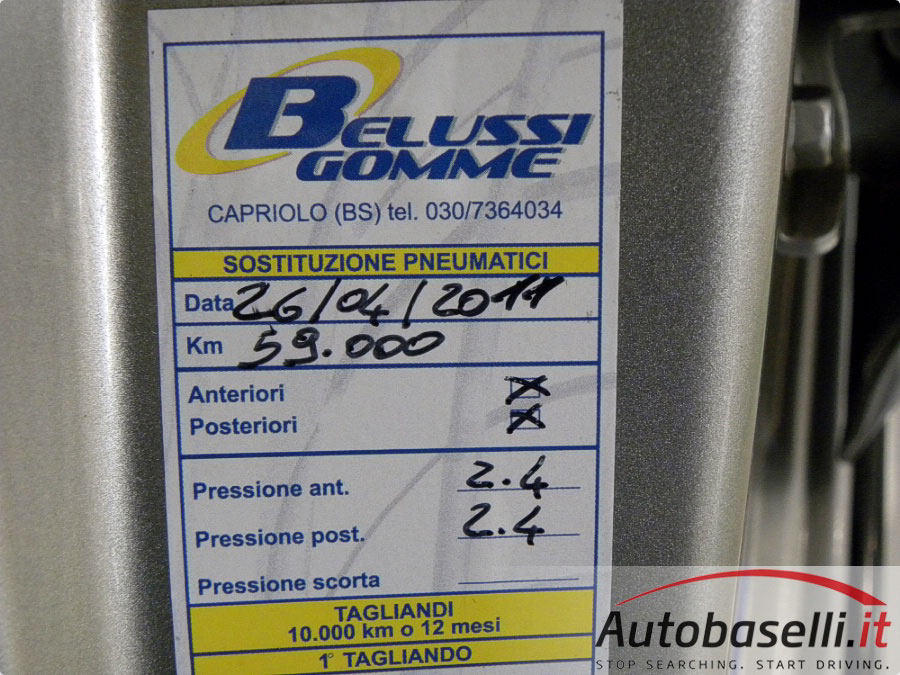 BELUSSI
GOMME
CAPRIOLO (BS) tel. 030/7364034
SOSTITUZIONE PNEUMATICI
Data 26/04/2011
Km 59.000
Anteriori
Posteriori
Pressione ant. 2.4
Pressione post. 2.4
Pressione scorta
TAGLIANDI
10.000 km o 12 mesi
1° TAGLIANDO
Autobaselli.it
STOP SEARCHING. START DRIVING.